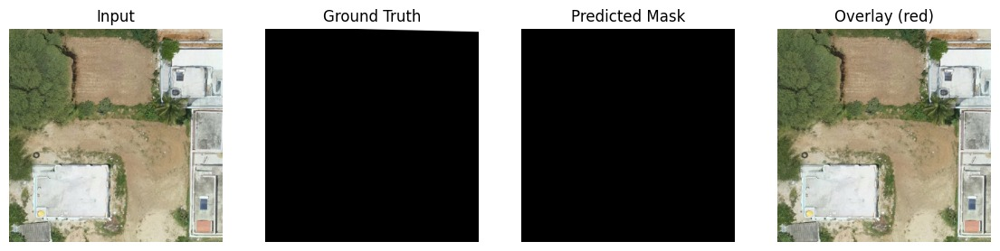 Input
Ground Truth
Predicted Mask
Overlay (red)